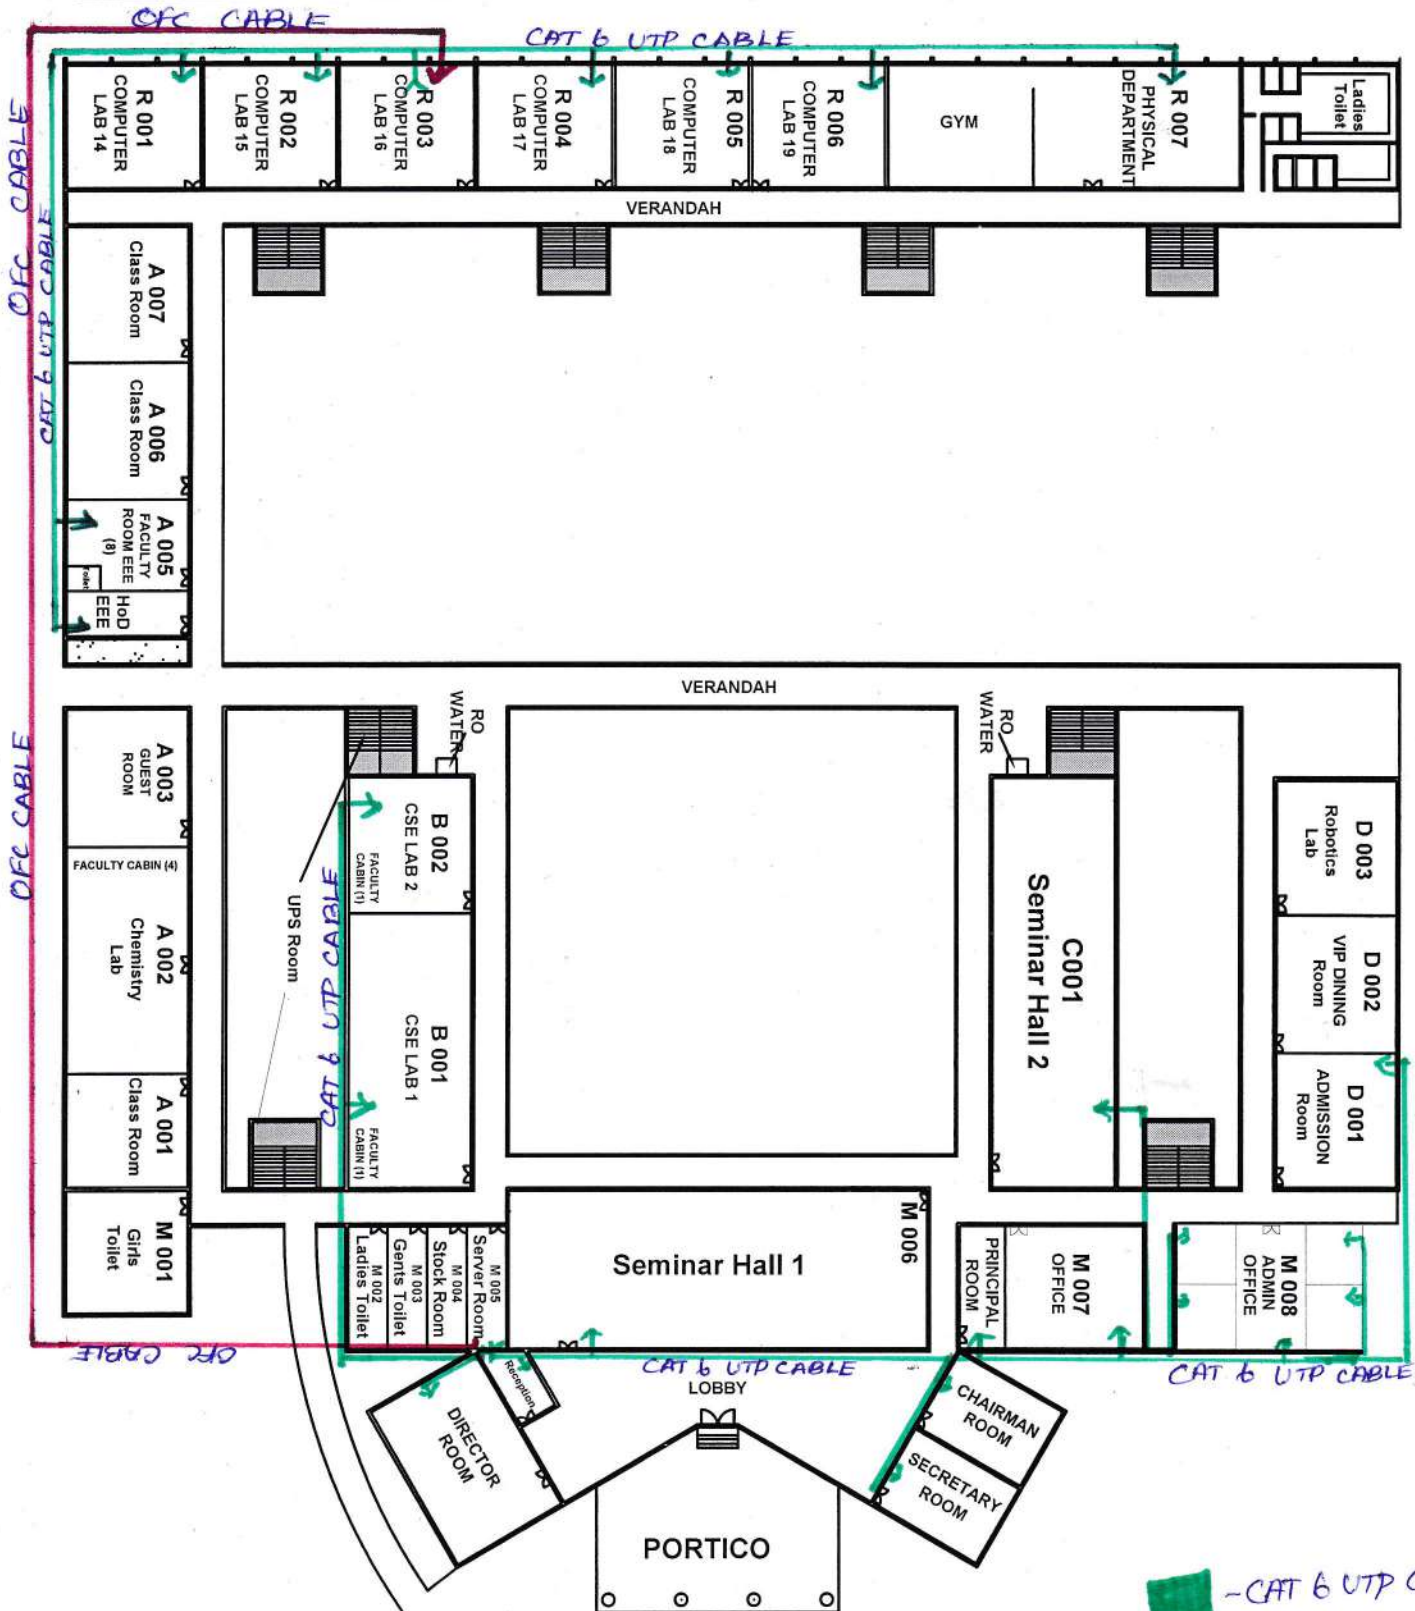 OFC CABLE
CAT 6 UTP CABLE
R 001
COMPUTER
LAB 14
R 002
COMPUTER
LAB 15
R 003
COMPUTER
LAB 16
R 004
COMPUTER
LAB 17
R 005
COMPUTER
LAB 18
R 006
COMPUTER
LAB 19
GYM
R 007
PHYSICAL
DEPARTMENT
Ladies
Toilet
VERANDAH
OFC CABLE
CAT 6 UTP CABLE
A 007
Class Room
A 006
Class Room
A 005
FACULTY
ROOM EEE
(8)
Toilet
HoD
EEE
VERANDAH
RO
WATER
RO
WATER
OFC CABLE
A 003
GUEST
ROOM
FACULTY CABIN (4)
A 002
Chemistry
Lab
A 001
Class Room
M 001
Girls
Toilet
UPS Room
CAT 6 UTP CABLE
B 002
CSE LAB 2
FACULTY
CABIN (1)
B 001
CSE LAB 1
FACULTY
CABIN (1)
C001
Seminar Hall 2
D 003
Robotics
Lab
D 002
VIP DINING
Room
D 001
ADMISSION
Room
M 002
Ladies Toilet
M 003
Gents Toilet
M 004
Stock Room
M 005
Server Room
M 006
Seminar Hall 1
PRINCIPAL
ROOM
M 007
OFFICE
M 008
ADMIN
OFFICE
OFC CABLE
CAT 6 UTP CABLE
CAT 6 UTP CABLE
LOBBY
Reception
DIRECTOR
ROOM
CHAIRMAN
ROOM
SECRETARY
ROOM
PORTICO
- CAT 6 UTP C